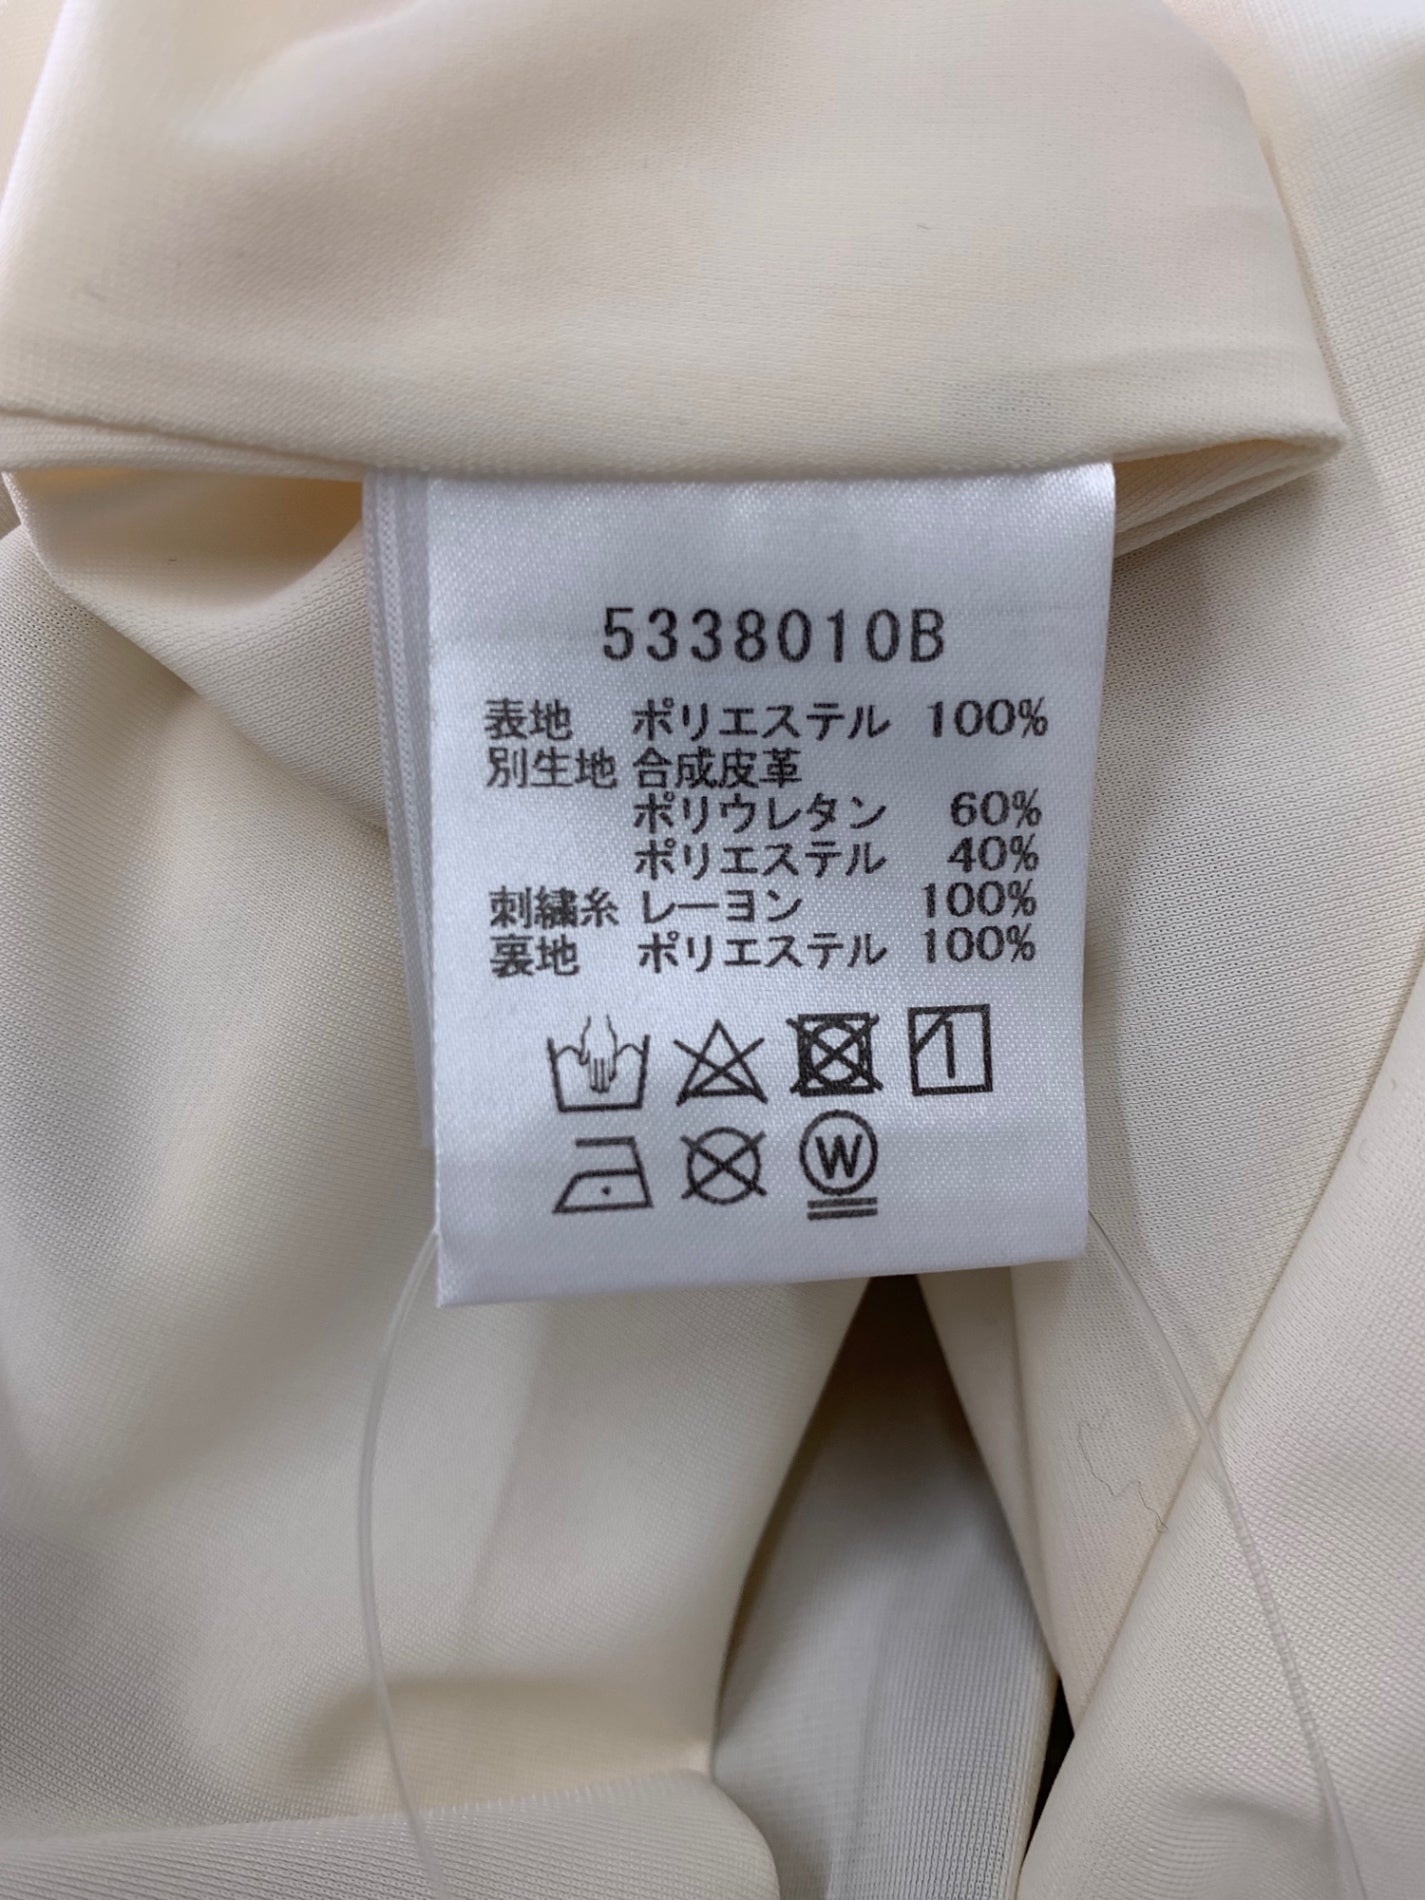 5338010B
表地 ポリエステル 100%
別生地 合成皮革
ポリウレタン 60%
ポリエステル 40%
刺繍糸 レーヨン 100%
裏地 ポリエステル 100%
W